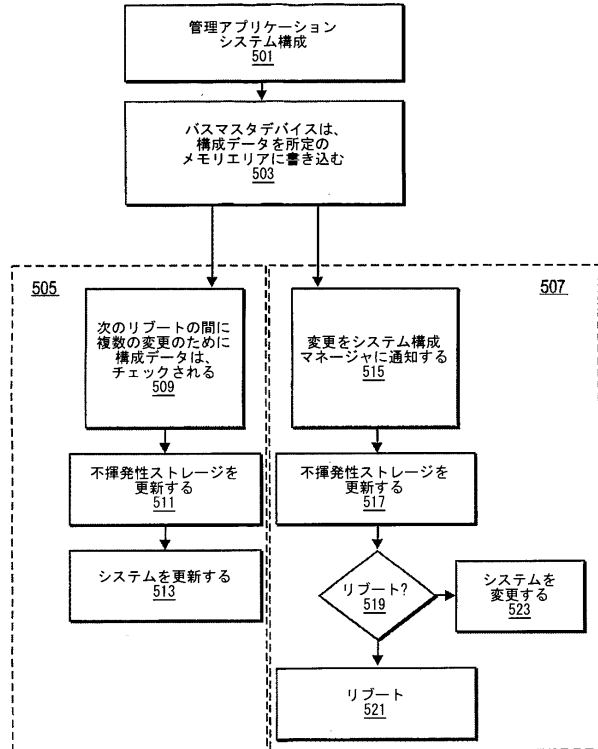 管理アプリケーション
システム構成
501
バスマスタデバイスは、
構成データを所定の
メモリエリアに書き込む
503
505
次のリブートの間に
複数の変更のために
構成データは、
チェックされる
509
不揮発性ストレージを
更新する
511
システムを更新する
513
507
変更をシステム構成
マネージャに通知する
515
不揮発性ストレージを
更新する
517
リブート?
519
システムを
変更する
523
リブート
521